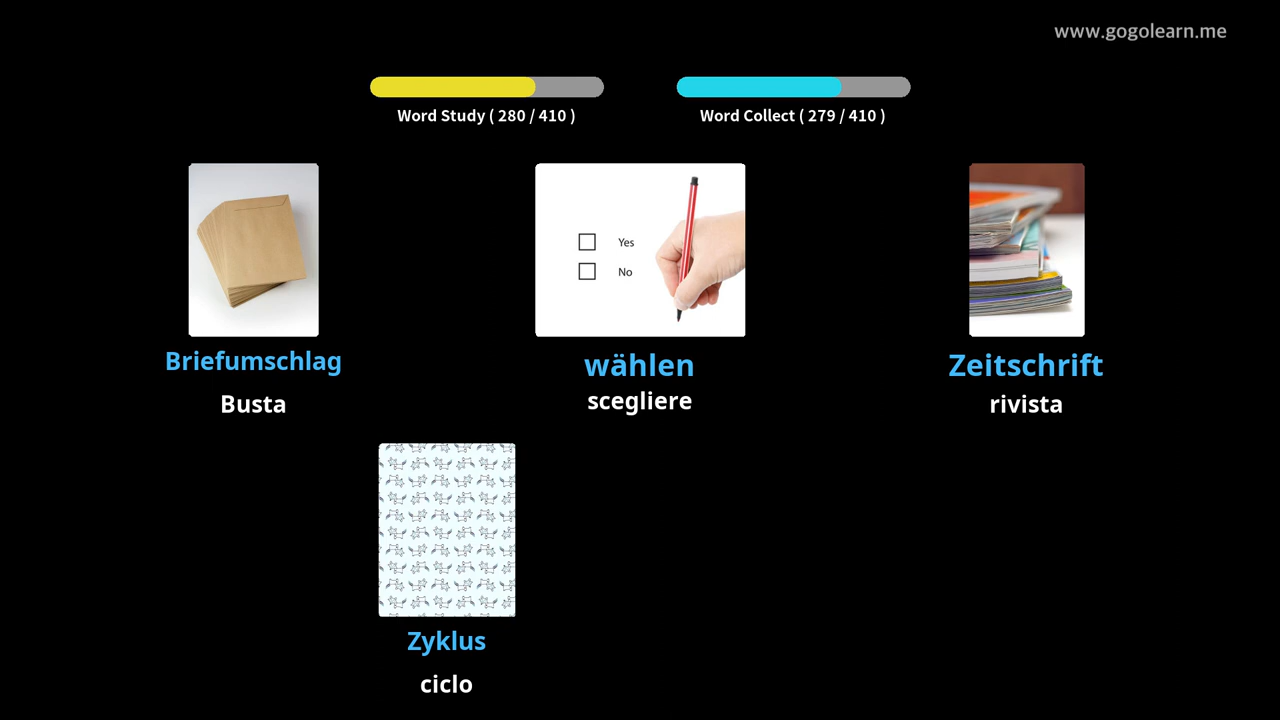 www.gogolearn.me
Word Study ( 280 / 410 )
Word Collect ( 279 / 410 )
Yes
No
Briefumschlag
Busta
wählen
scegliere
Zeitschrift
rivista
Zyklus
ciclo